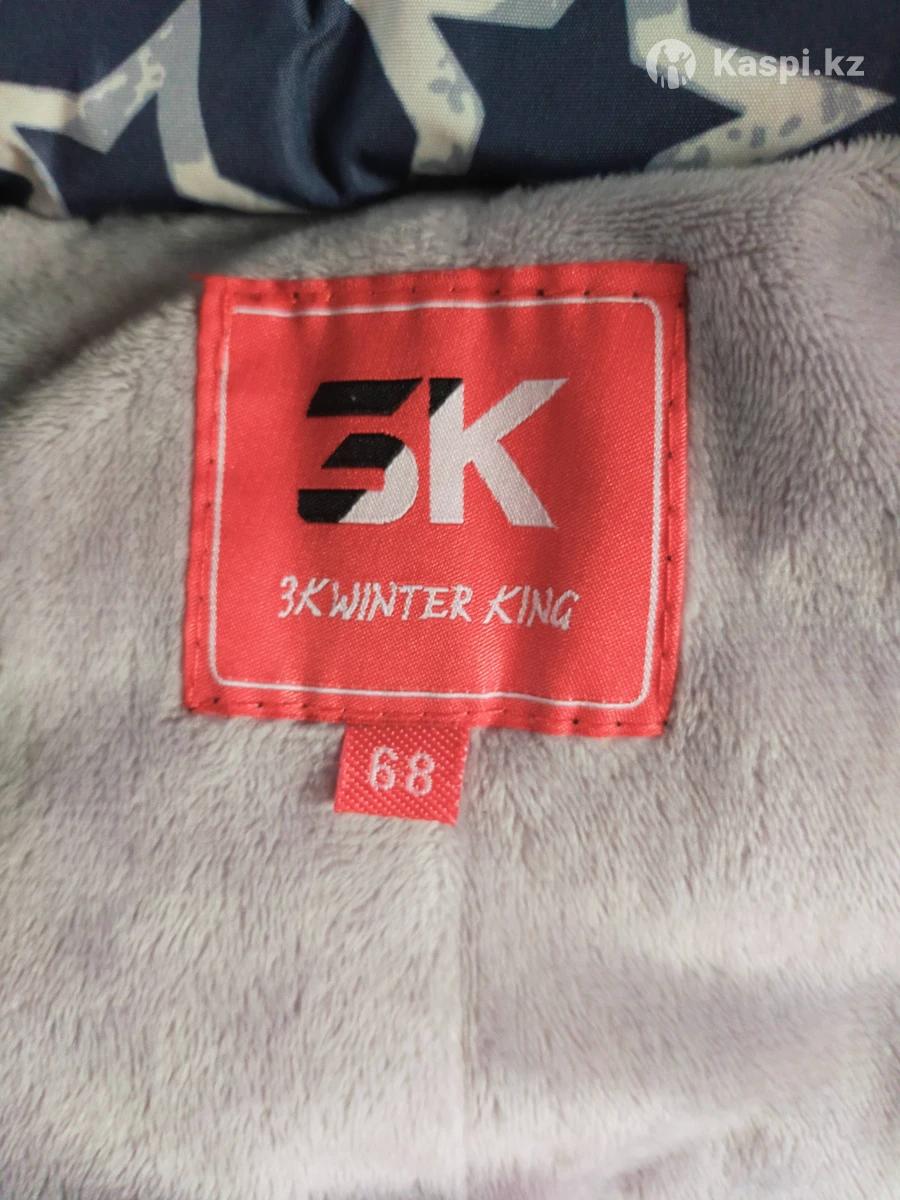 Kaspi.kz
3K
3K WINTER KING
68